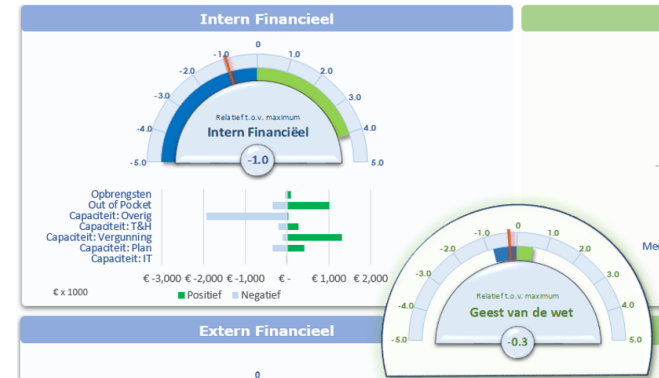 Intern Financieel
0
-1.0
1.0
-2.0
2.0
-3.0
3.0
-4.0
4.0
-5.0
5.0
Relatief t.o.v. maximum
Intern Financiëel
-1.0
Opbrengsten
Out of Pocket
Capaciteit: Overig
Capaciteit: T&H
Capaciteit: Vergunning
Capaciteit: Plan
Capaciteit: IT
€ -3,000 € -2,000 € -1,000 € - € 1,000 € 2,000
€ x 1000
Positief Negatief
0
-1.0
1.0
-2.0
2.0
-3.0
3.0
-4.0
4.0
-5.0
5.0
Relatief t.o.v. maximum
Geest van de wet
-0.3
Extern Financieel
0